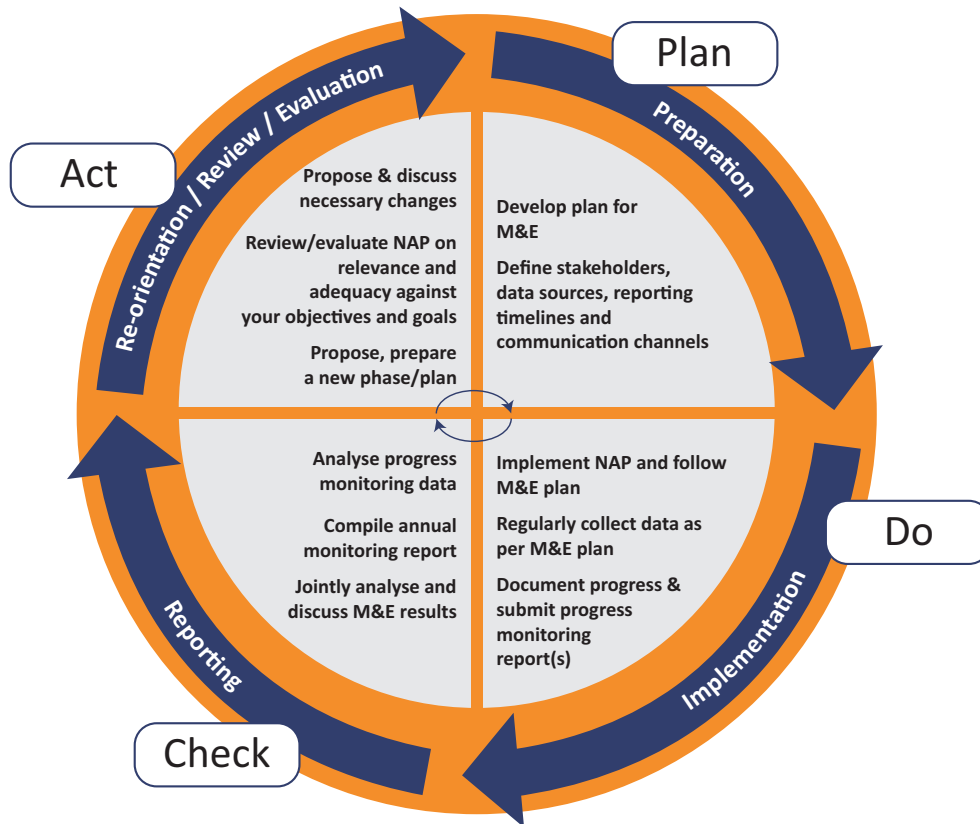 Plan
Preparation
Develop plan for
M&E
Define stakeholders,
data sources, reporting
timelines and
communication channels
Do
Implementation
Implement NAP and follow
M&E plan
Regularly collect data as
per M&E plan
Document progress &
submit progress
monitoring
report(s)
Check
Reporting
Analyse progress
monitoring data
Compile annual
monitoring report
Jointly analyse and
discuss M&E results
Act
Re-orientation / Review / Evaluation
Propose & discuss
necessary changes
Review/evaluate NAP on
relevance and
adequacy against
your objectives and goals
Propose, prepare
a new phase/plan